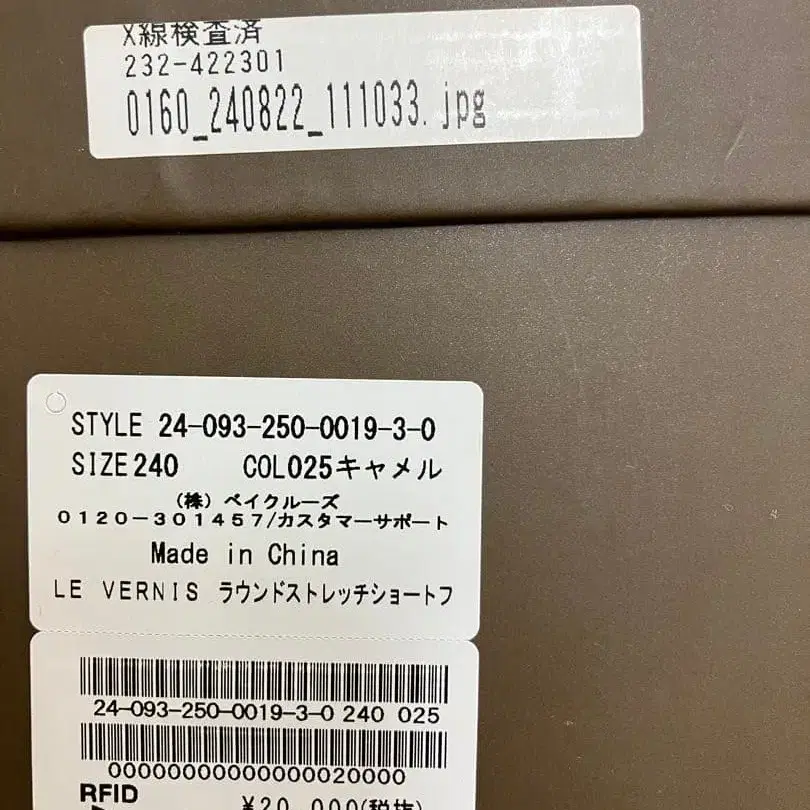 X線検査済
232-422301
0160_240822_111033.jpg
STYLE 24-093-250-0019-3-0
SIZE240 COL025キャメル
(株) ベイクルーズ
0120-301457/カスタマーサポート
Made in China
LE VERNIS ラウンドストレッチショートフ
24-093-250-0019-3-0 240 025
00000000000000020000
RFID
¥20,000(税抜)